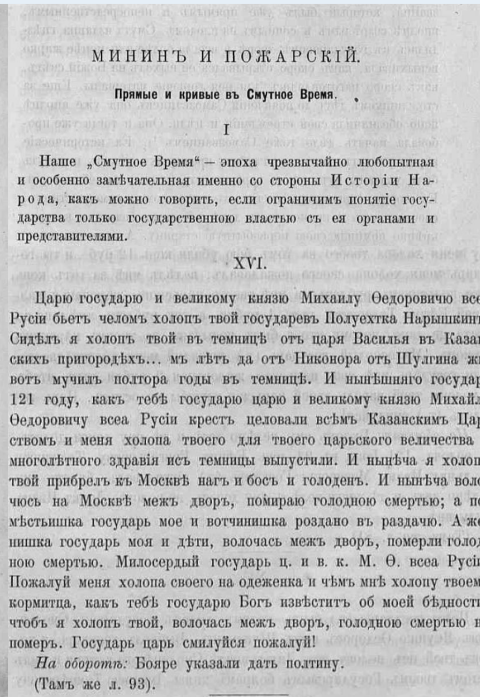 МИНИНЪ И ПОЖАРСКІЙ.
Прямые и кривые въ Смутное Время.
I
Наше „Смутное Время“ — эпоха чрезвычайно любопытная
и особенно замѣчательная именно со стороны Исторіи На-
рода, какъ можно говорить, если ограничимъ понятіе госу-
дарства только государственною властью съ ея органами и
представителями.
XVI.
Царю государю и великому князю Михаилу Ѳедоровичю все
Русіи бьетъ челомъ холопъ твой государевъ Полуехтка Нарышкинъ
Сидѣлъ я холопъ твой въ темницѣ отъ царя Василья въ Казан
скихъ пригородѣхъ... мъ лѣтъ да отъ Никонора отъ Шулгина жи
вотъ мучилъ полтора годы въ темницѣ. И нынѣшняго государ
121 году, какъ тебѣ государю царю и великому князю Михайл
Ѳедоровичу всеа Русіи крестъ целовали всѣмъ Казанскимъ Цар
ствомъ и меня холопа твоего для твоего царьского величества
многолѣтного здравія исъ темницы выпустили. И нынѣча я холоп
твой прибрелъ къ Москвѣ нагъ и босъ и голоденъ. И нынѣча воло
чюсь на Москвѣ межъ дворъ, помираю голодною смертью; а по
мѣстьишка государь мое и вотчинишка роздано въ раздачю. А же
нишка государь моя и дѣти, волочась межъ дворъ, померли голод
ною смертью. Милосердый государь ц. и в. к. М. Ѳ. всеа Русіи
Пожалуй меня холопа своего на одеженка и чѣмъ мнѣ холопу твоем
кормитца, какъ тебѣ государю Богъ извѣститъ об моей бѣдности
чтобъ я холопъ твой, волочась межъ дворъ, голодною смертью н
померъ. Государь царь смилуйся пожалуй!
На оборотѣ: Бояре указали дать полтину.
(Тамъ же л. 93).